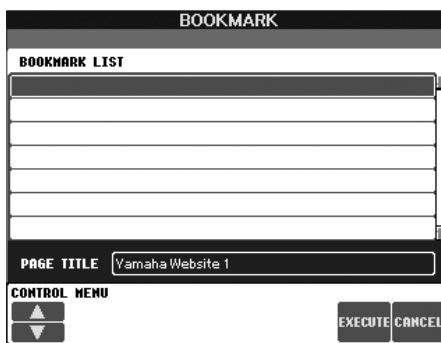 BOOKMARK
BOOKMARK LIST
PAGE TITLE Yamaha Website 1
CONTROL MENU
EXECUTE CANCEL